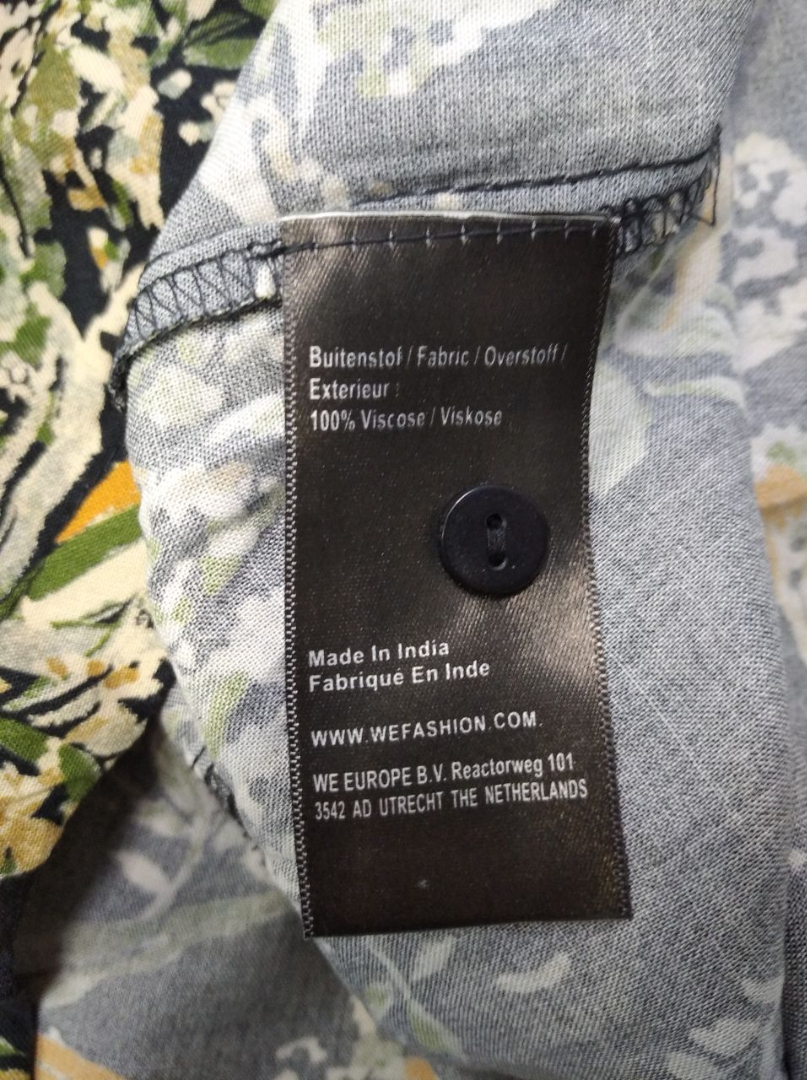 Buitenstof / Fabric / Overstoff /
Exterieur :
100% Viscose / Viskose
Made In India
Fabriqué En Inde
WWW.WEFASHION.COM.
WE EUROPE B.V. Reactorweg 101
3542 AD UTRECHT THE NETHERLANDS